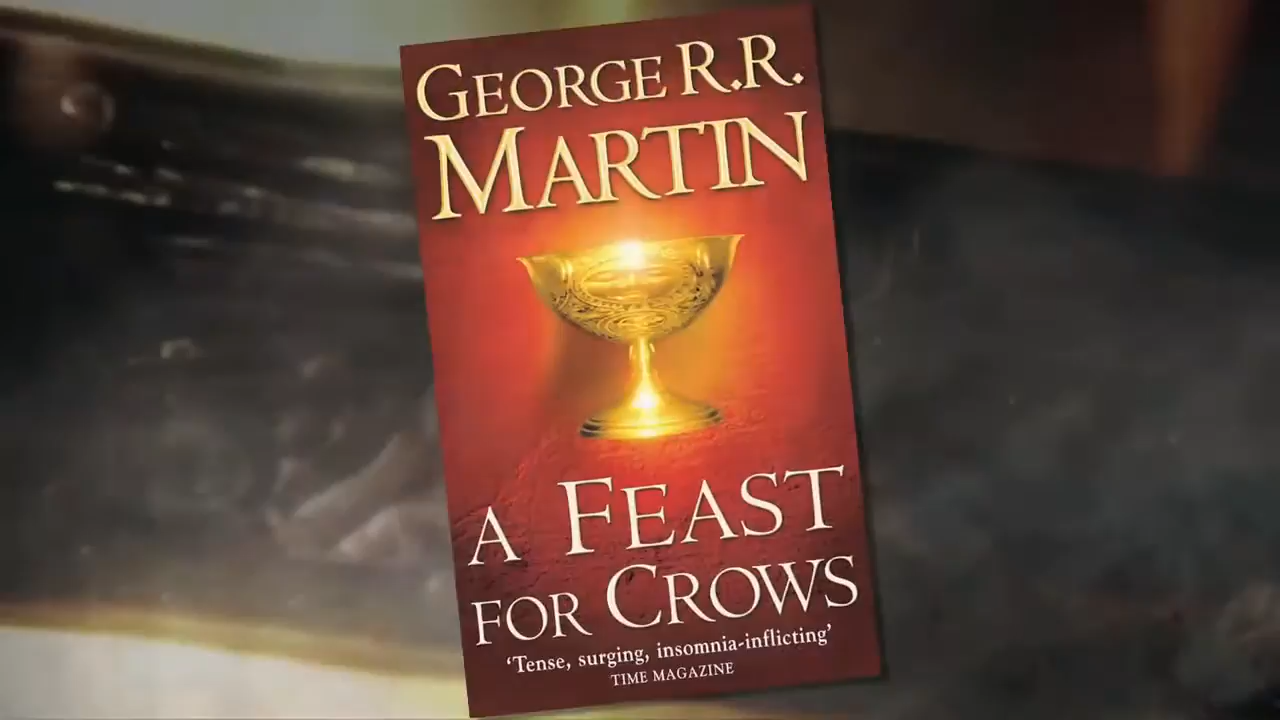 GEORGE R.R.
MARTIN
A FEAST
FOR CROWS
‘Tense, surging, insomnia-inflicting’
TIME MAGAZINE